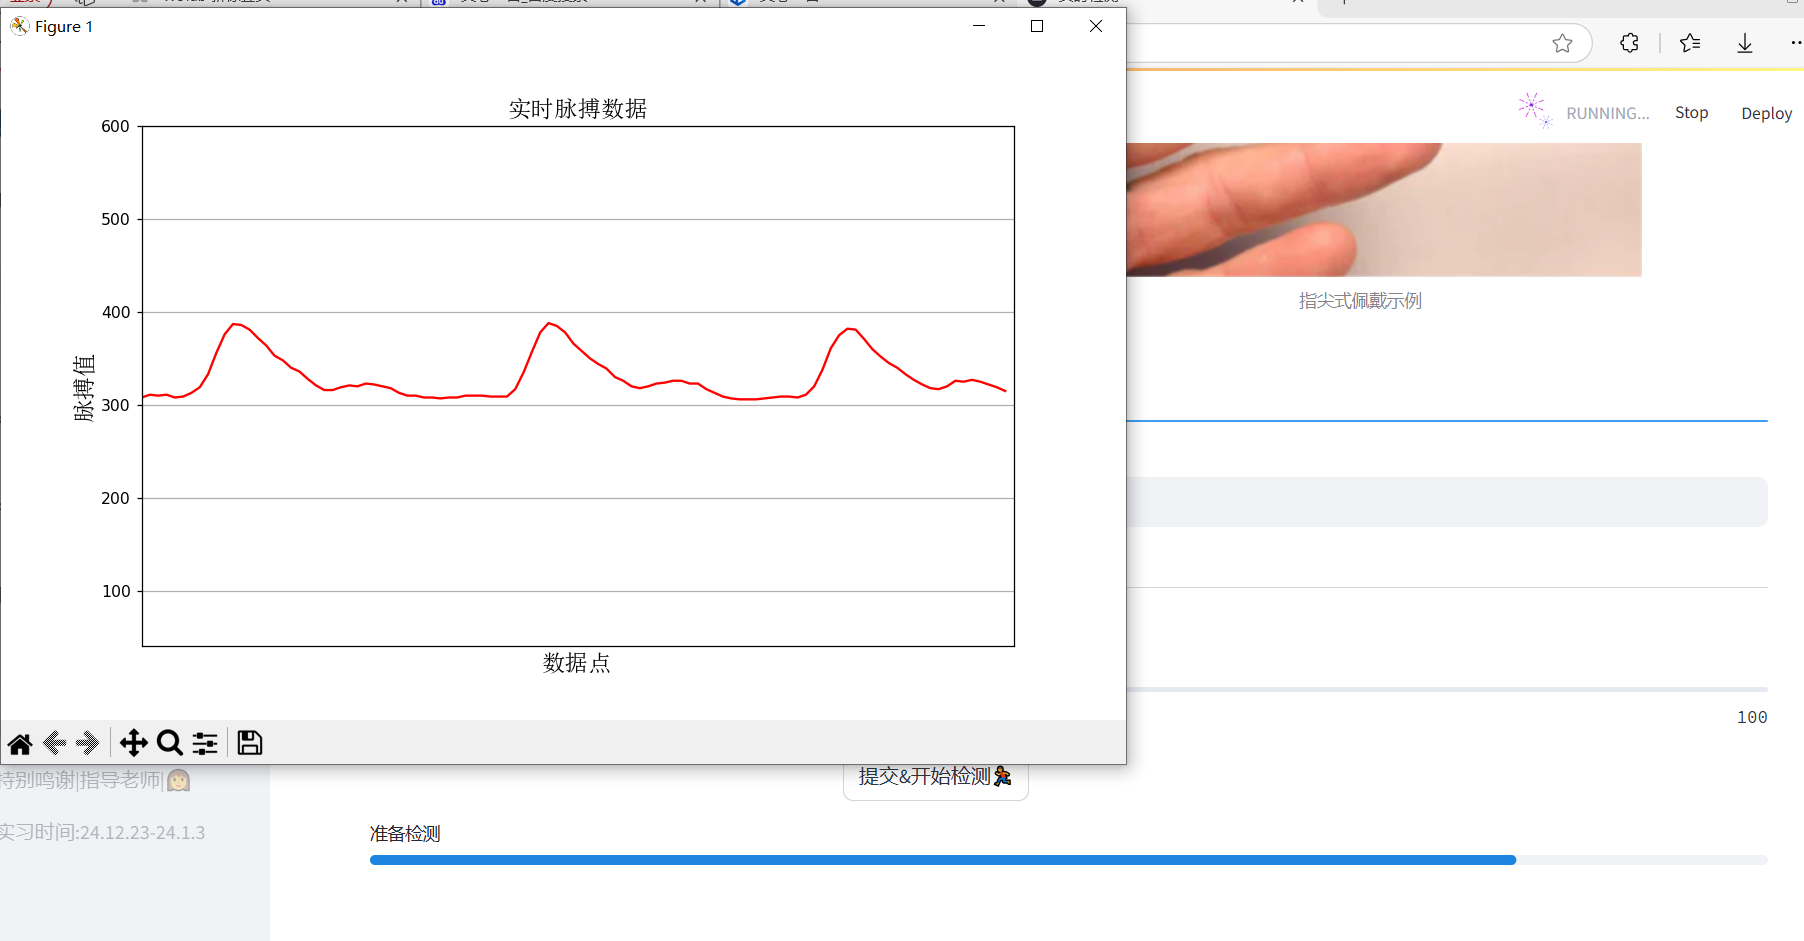 Figure 1
RUNNING...
Stop
Deploy
实时脉搏数据
600
500
400
300
200
100
脉搏值
数据点
指尖式佩戴示例
100
特别鸣谢|指导老师|
实习时间:24.12.23-24.1.3
提交&开始检测
准备检测